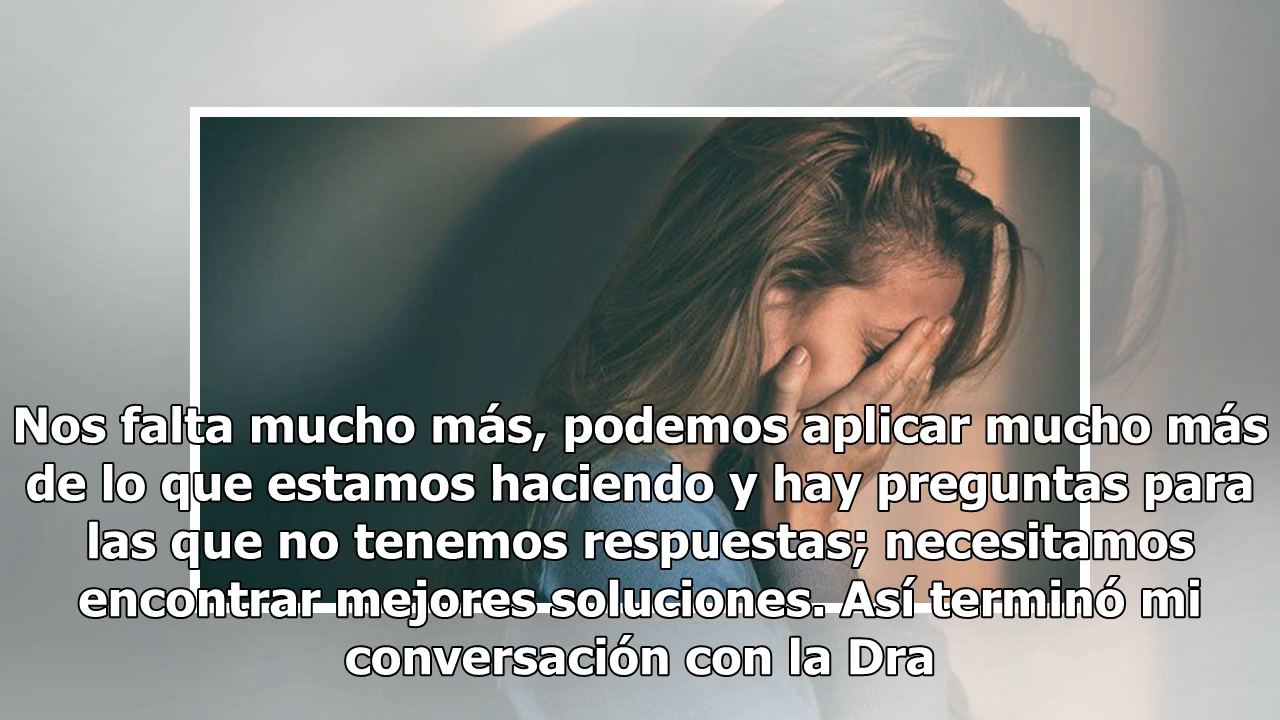 Nos falta mucho más, podemos aplicar mucho más
de lo que estamos haciendo y hay preguntas para
las que no tenemos respuestas; necesitamos
encontrar mejores soluciones. Así terminó mi
conversación con la Dra